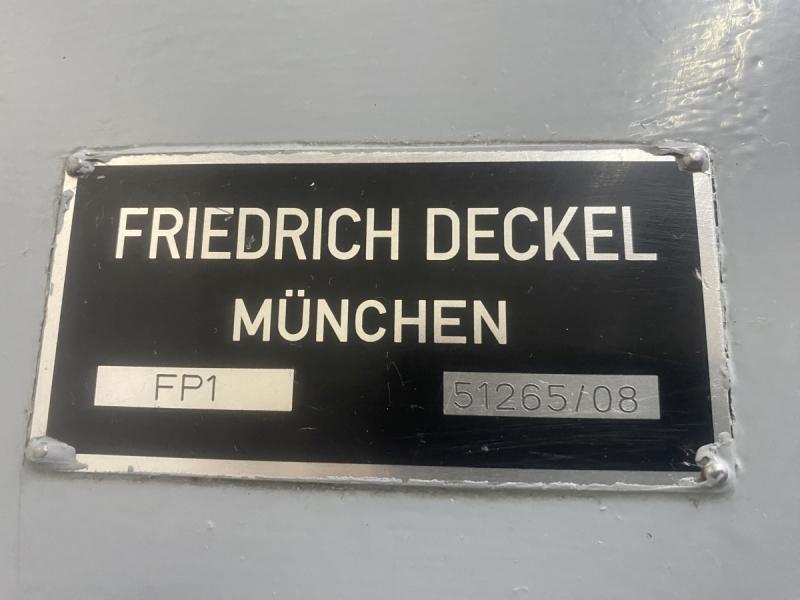 FRIEDRICH DECKEL
MÜNCHEN
FP1 51265/08